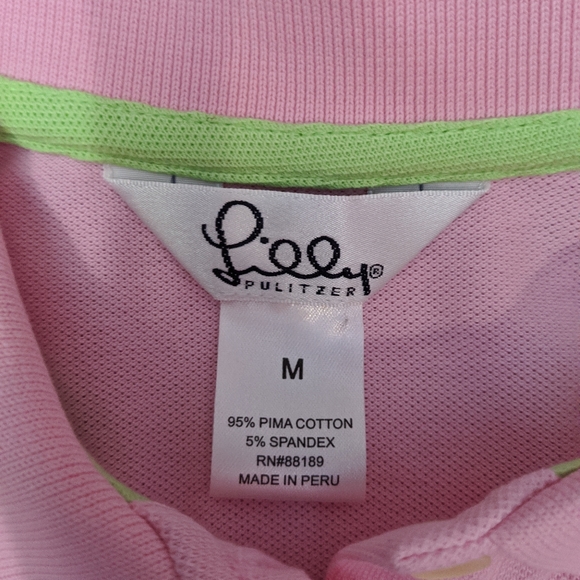 Lilly®
PULITZER
M
95% PIMA COTTON
5% SPANDEX
RN#88189
MADE IN PERU